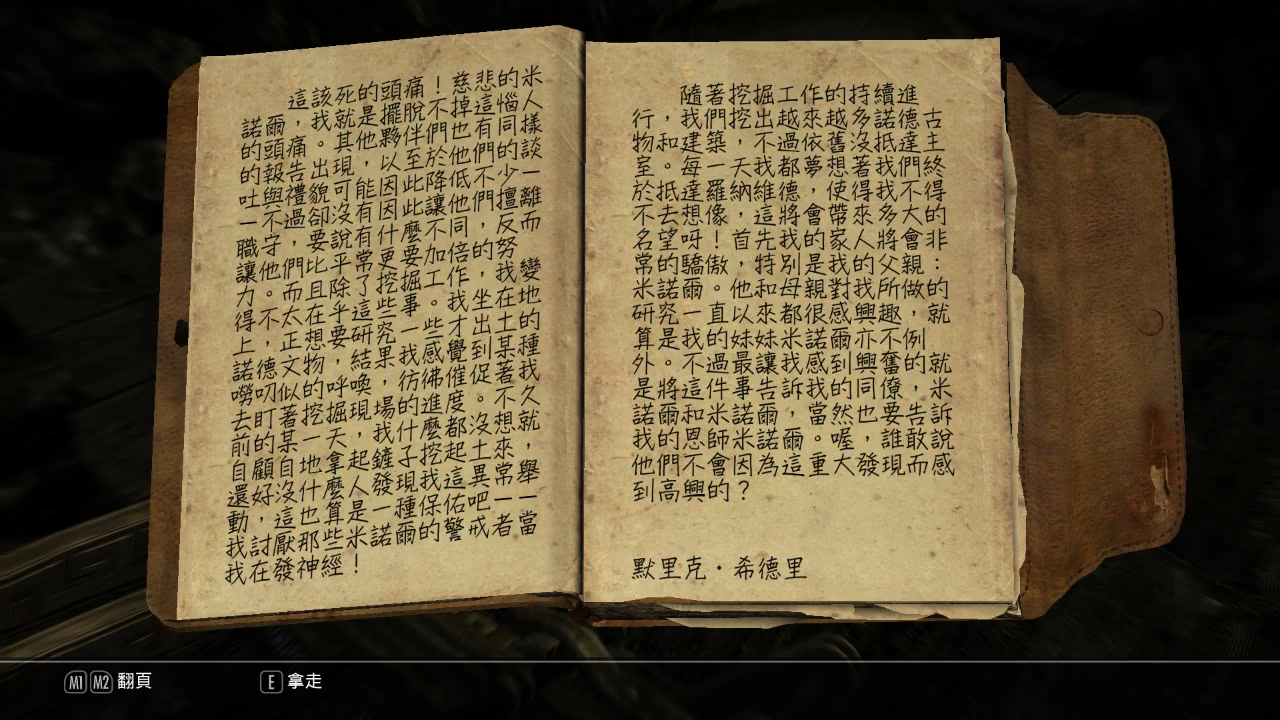 這該死的頭痛！慈悲的米
諾爾，我就是擺脫不掉這惱人
的頭痛。其他夥伴們也有同樣
的報告出現，以至於他們的談
吐與禮貌可能因此降低不少一
一不過卻沒有因此讓他們擅離
職守，要說有什麼不同，反而
讓他們比平常更要加倍的努
力。而且除了挖掘工作，我變
得不太在乎這些事。我坐在地
上，正想要研究一些才出土的
諾德文物，結果我感覺到某種
嘮叨似的呼喚，彷彿催促著我
去盯著挖掘現場的進度。不久
前的某一天，我什麼都沒想就
自顧自地拿起鏟子挖起土來，
還好沒什麼人發現我這異常舉
動，這也算是一種保佑吧一一
我討厭那些米諾爾的警戒者當
我在發神經！
隨著挖掘工作的持續進
行，我們挖出越來越多諾德古
物，和建築，不過依舊沒抵達主
室。每一天我都夢想著我們終
於抵達羅納維德，使得我不得
不去想像，這將會帶來多大的
名望呀！首先我的家人將會非
常的驕傲，特別是我的父親：
米諾爾。他和母親對我所做的
研究一直以來都很感興趣，就
算是我的妹妹米諾爾亦不例
外。不過最讓我感到興奮的，就
是將這件事告訴我的同僚，米
諾爾和米諾爾，當然也要告訴
我的恩師米諾爾。喔，誰敢說
他們不會因為這重大發現而感
到高興的？
默里克·希德里
M1 M2 翻頁
E 拿走